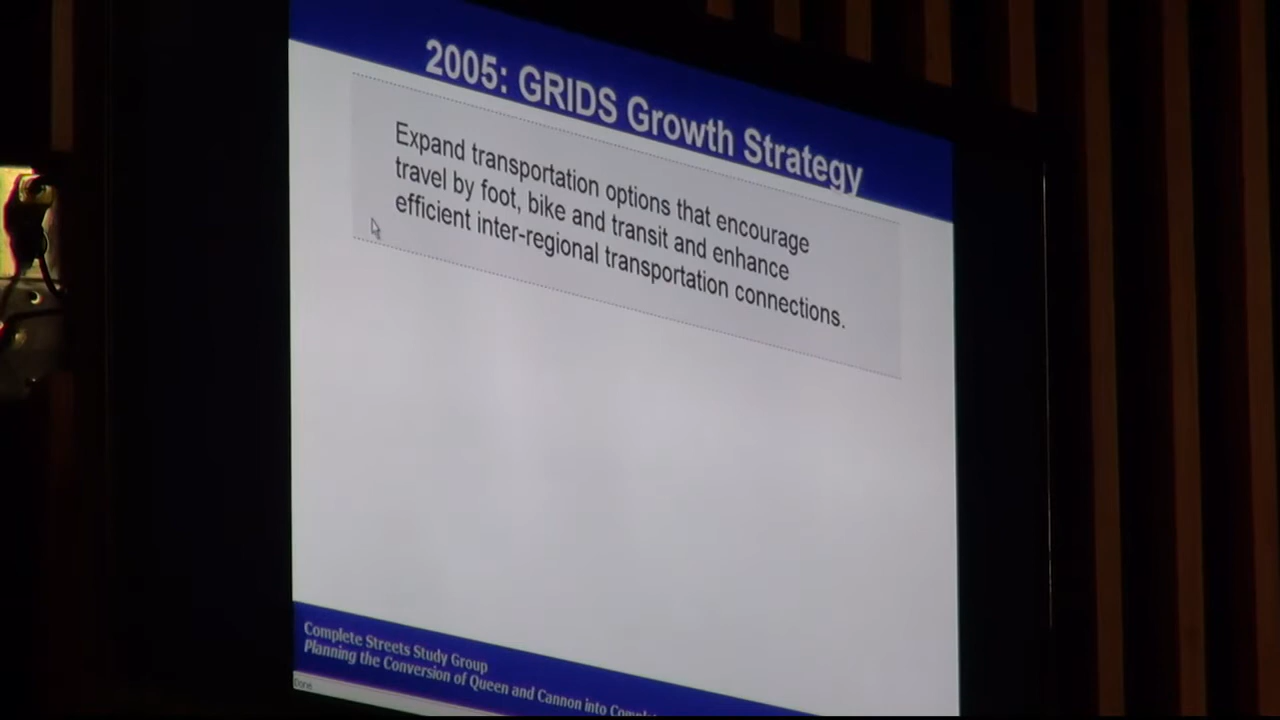 2005: GRIDS Growth Strategy
Expand transportation options that encourage
travel by foot, bike and transit and enhance
efficient inter-regional transportation connections.
Complete Streets Study Group
Planning the Conversion of Queen and Cannon into
Done